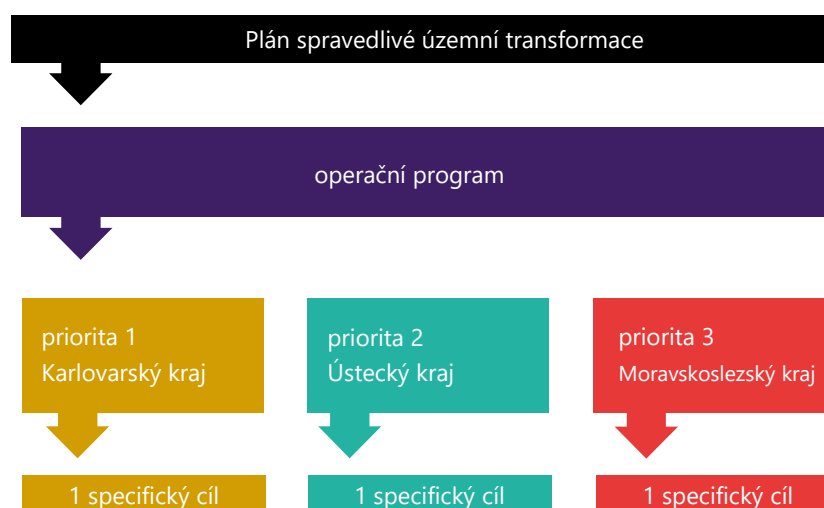 Plán spravedlivé územní transformace
operační program
priorita 1
Karlovarský kraj
priorita 2
Ústecký kraj
priorita 3
Moravskoslezský kraj
1 specifický cíl
1 specifický cíl
1 specifický cíl